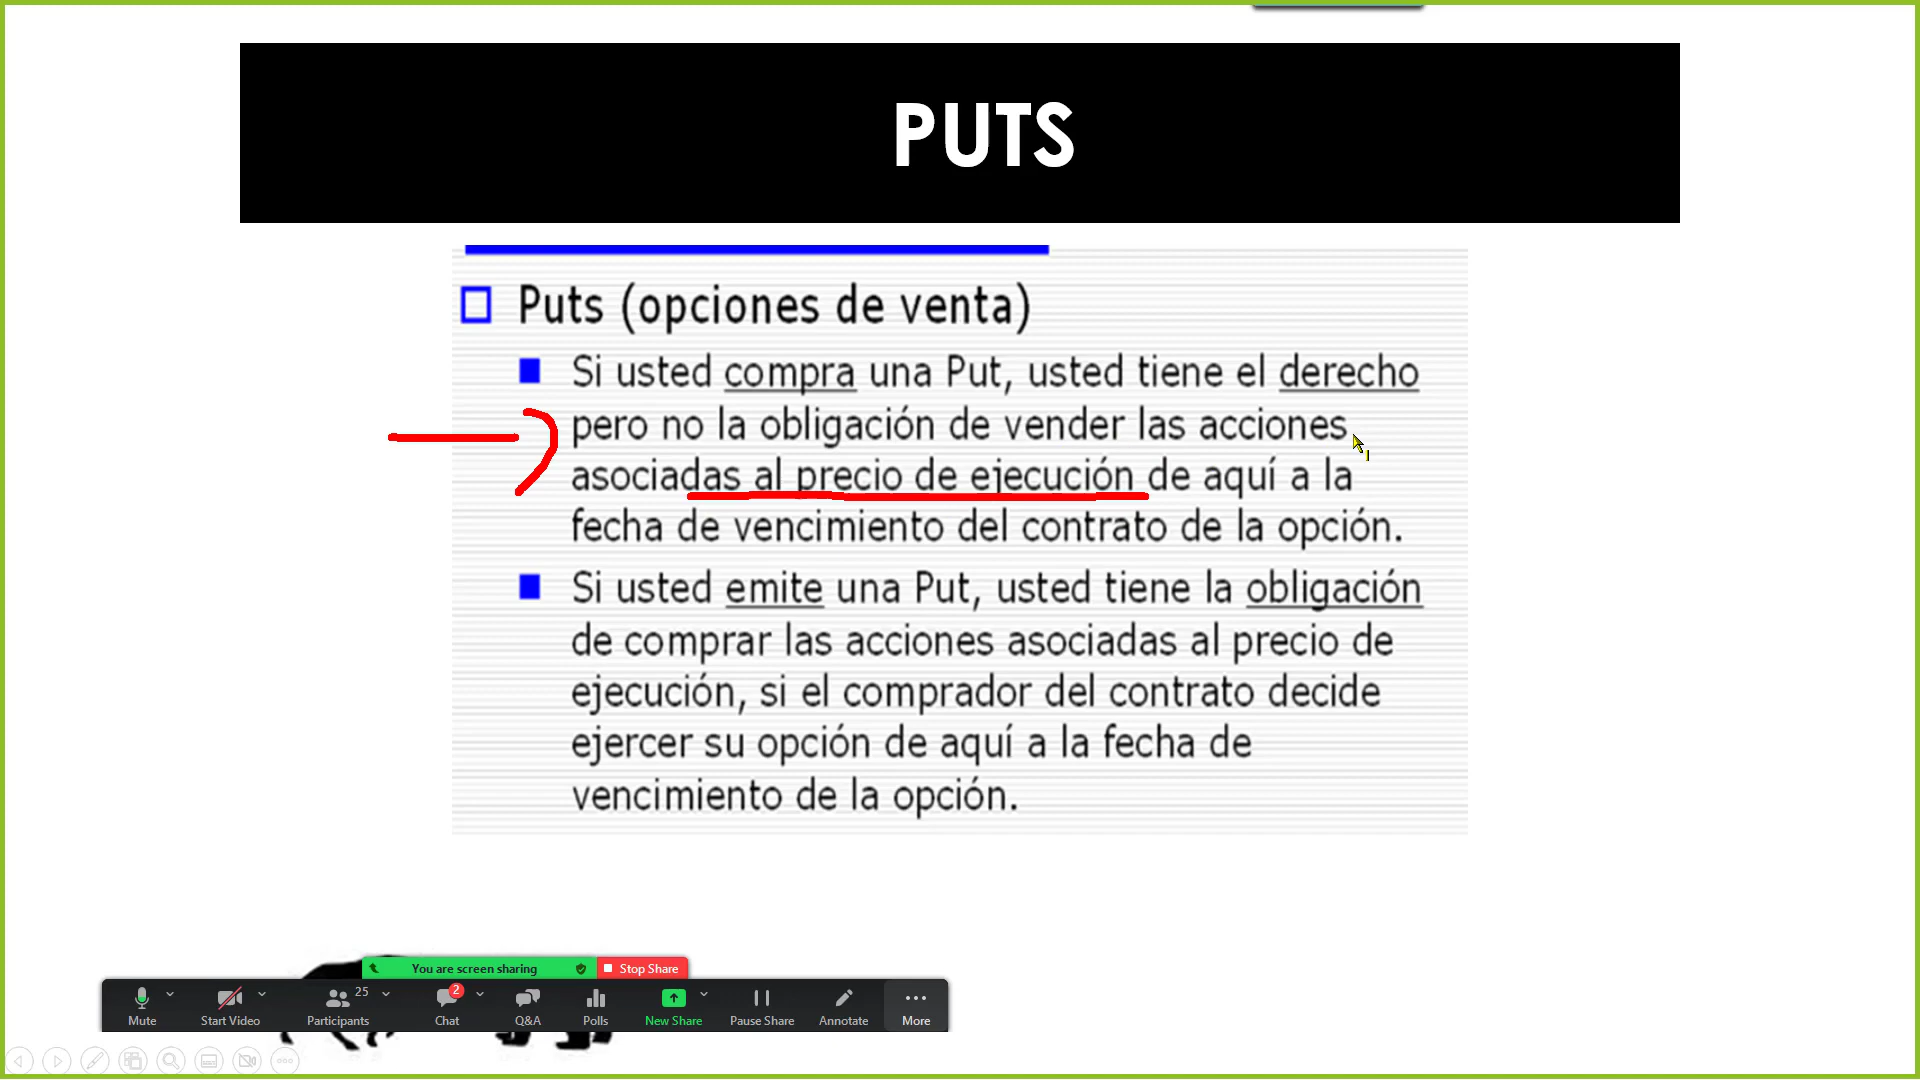 PUTS
Puts (opciones de venta)
Si usted compra una Put, usted tiene el derecho
pero no la obligación de vender las acciones
asociadas al precio de ejecución de aquí a la
fecha de vencimiento del contrato de la opción.
Si usted emite una Put, usted tiene la obligación
de comprar las acciones asociadas al precio de
ejecución, si el comprador del contrato decide
ejercer su opción de aquí a la fecha de
vencimiento de la opción.
You are screen sharing Stop Share
25 2
Mute Start Video Participants Chat Q&A Polls New Share Pause Share Annotate More